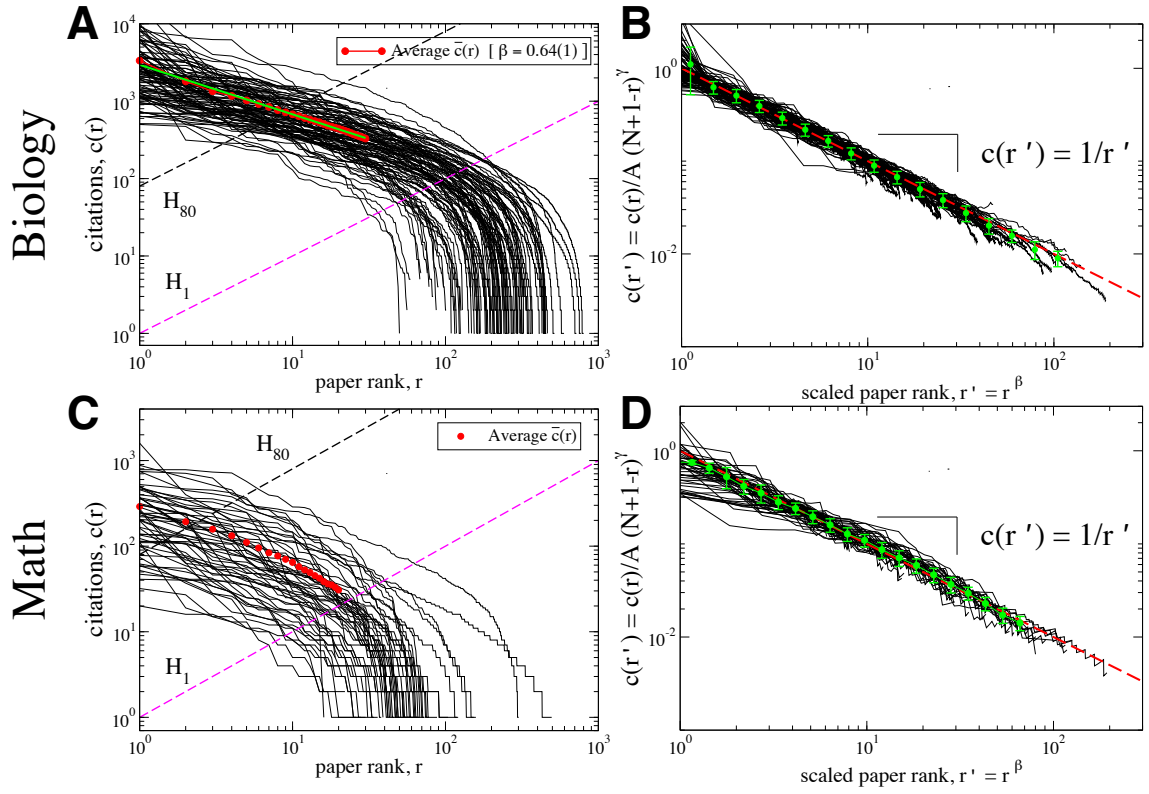 Biology
A
10^4
10^3
10^2
10^1
10^0
citations, c(r)
Average c̅(r) [ β = 0.64(1) ]
H_80
H_1
10^0 10^1 10^2 10^3
paper rank, r
B
10^0
10^-2
c(r') = c(r)/A (N+1-r)^γ
c(r') = 1/r'
10^0 10^1 10^2
scaled paper rank, r' = r^β
Math
C
10^3
10^2
10^1
10^0
citations, c(r)
H_80
Average c̅(r)
H_1
10^0 10^1 10^2 10^3
paper rank, r
D
10^0
10^-2
c(r') = c(r)/A (N+1-r)^γ
c(r') = 1/r'
10^0 10^1 10^2
scaled paper rank, r' = r^β